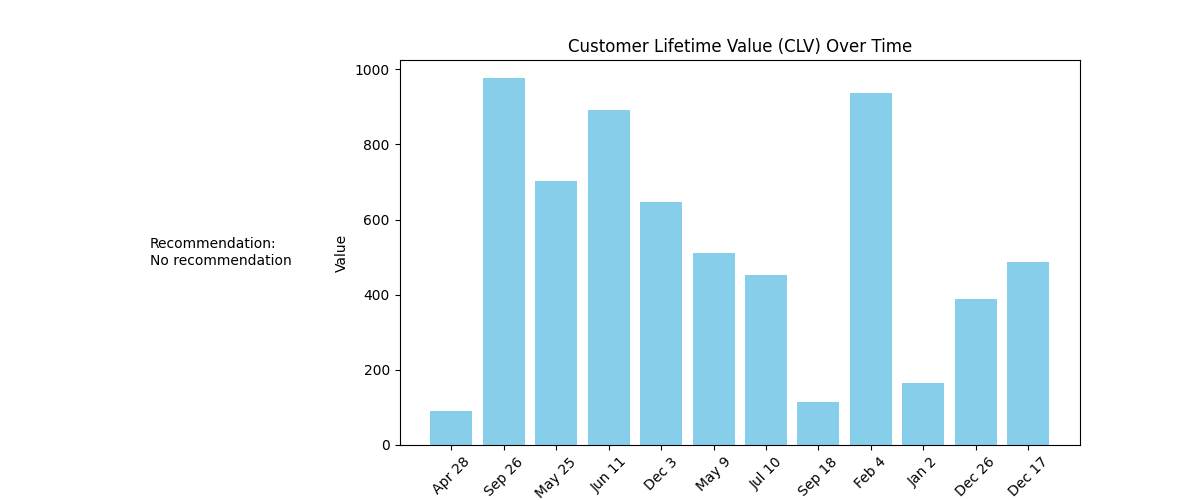 Customer Lifetime Value (CLV) Over Time
1000
800
600
400
200
0
Value
Recommendation:
No recommendation
Apr 28
Sep 26
May 25
Jun 11
Dec 3
May 9
Jul 10
Sep 18
Feb 4
Jan 2
Dec 26
Dec 17